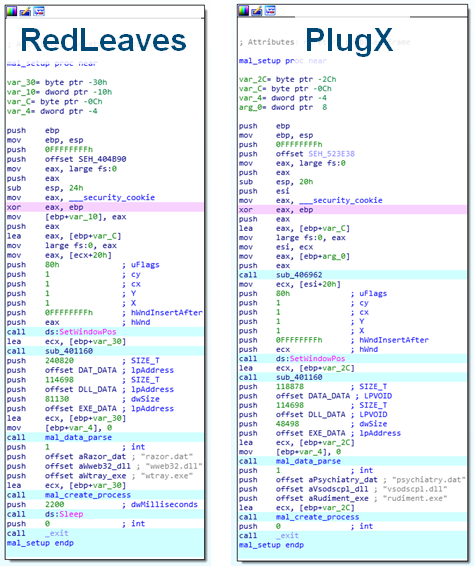 RedLeaves
mal_setup proc near
var_30= byte ptr -30h
var_10= dword ptr -10h
var_C= byte ptr -0Ch
var_4= dword ptr -4
push ebp
mov ebp, esp
push 0FFFFFFFFh
push offset SEH_404B90
mov eax, large fs:0
push eax
sub esp, 24h
mov eax, ___security_cookie
xor eax, ebp
mov [ebp+var_10], eax
push eax
lea eax, [ebp+var_C]
mov large fs:0, eax
mov eax, [ecx+20h]
push 80h ; uFlags
push 1 ; cy
push 1 ; cx
push 1 ; Y
push 1 ; X
push 0FFFFFFFFh ; hWndInsertAfter
push eax ; hWnd
call ds:SetWindowPos
lea ecx, [ebp+var_30]
call sub_401160
push 240820 ; SIZE_T
push offset DAT_DATA ; lpAddress
push 114698 ; SIZE_T
push offset DLL_DATA ; lpAddress
push 81130 ; dwSize
push offset EXE_DATA ; lpAddress
lea ecx, [ebp+var_30]
mov [ebp+var_4], 0
call mal_data_parse
push 1 ; int
push offset aRazor_dat ; "razor.dat"
push offset aWweb32_dll ; "wweb32.dll"
push offset aWtray_exe ; "wtray.exe"
lea ecx, [ebp+var_30]
call mal_create_process
push 2200 ; dwMilliseconds
call ds:Sleep
push 0 ; int
call _exit
mal_setup endp
PlugX
; Attributes
mal_setup proc near
var_2C= byte ptr -2Ch
var_C= byte ptr -0Ch
var_4= dword ptr -4
arg_0= dword ptr 8
push ebp
mov ebp, esp
push 0FFFFFFFFh
push offset SEH_523E38
mov eax, large fs:0
push eax
sub esp, 20h
push esi
mov eax, ___security_cookie
xor eax, ebp
push eax
lea eax, [ebp+var_C]
mov large fs:0, eax
mov esi, ecx
mov eax, [ebp+arg_0]
push eax
call sub_406962
mov ecx, [esi+20h]
push 80h ; uFlags
push 1 ; cy
push 1 ; cx
push 1 ; Y
push 1 ; X
push 0FFFFFFFFh ; hWndInsertAfter
push ecx ; hWnd
call ds:SetWindowPos
lea ecx, [ebp+var_2C]
call sub_401160
push 118878 ; SIZE_T
push offset DATA_DATA ; LPVOID
push 114698 ; SIZE_T
push offset DLL_DATA ; LPVOID
push 48498 ; dwSize
push offset EXE_DATA ; lpAddress
lea ecx, [ebp+var_2C]
mov [ebp+var_4], 0
call mal_data_parse
push 1 ; int
push offset aPsychiatry_dat ; "psychiatry.dat"
push offset aVsodscpl_dll ; "vsodscpl.dll"
push offset aRudiment_exe ; "rudiment.exe"
lea ecx, [ebp+var_2C]
call mal_create_process
push 0 ; int
call _exit
mal_setup endp